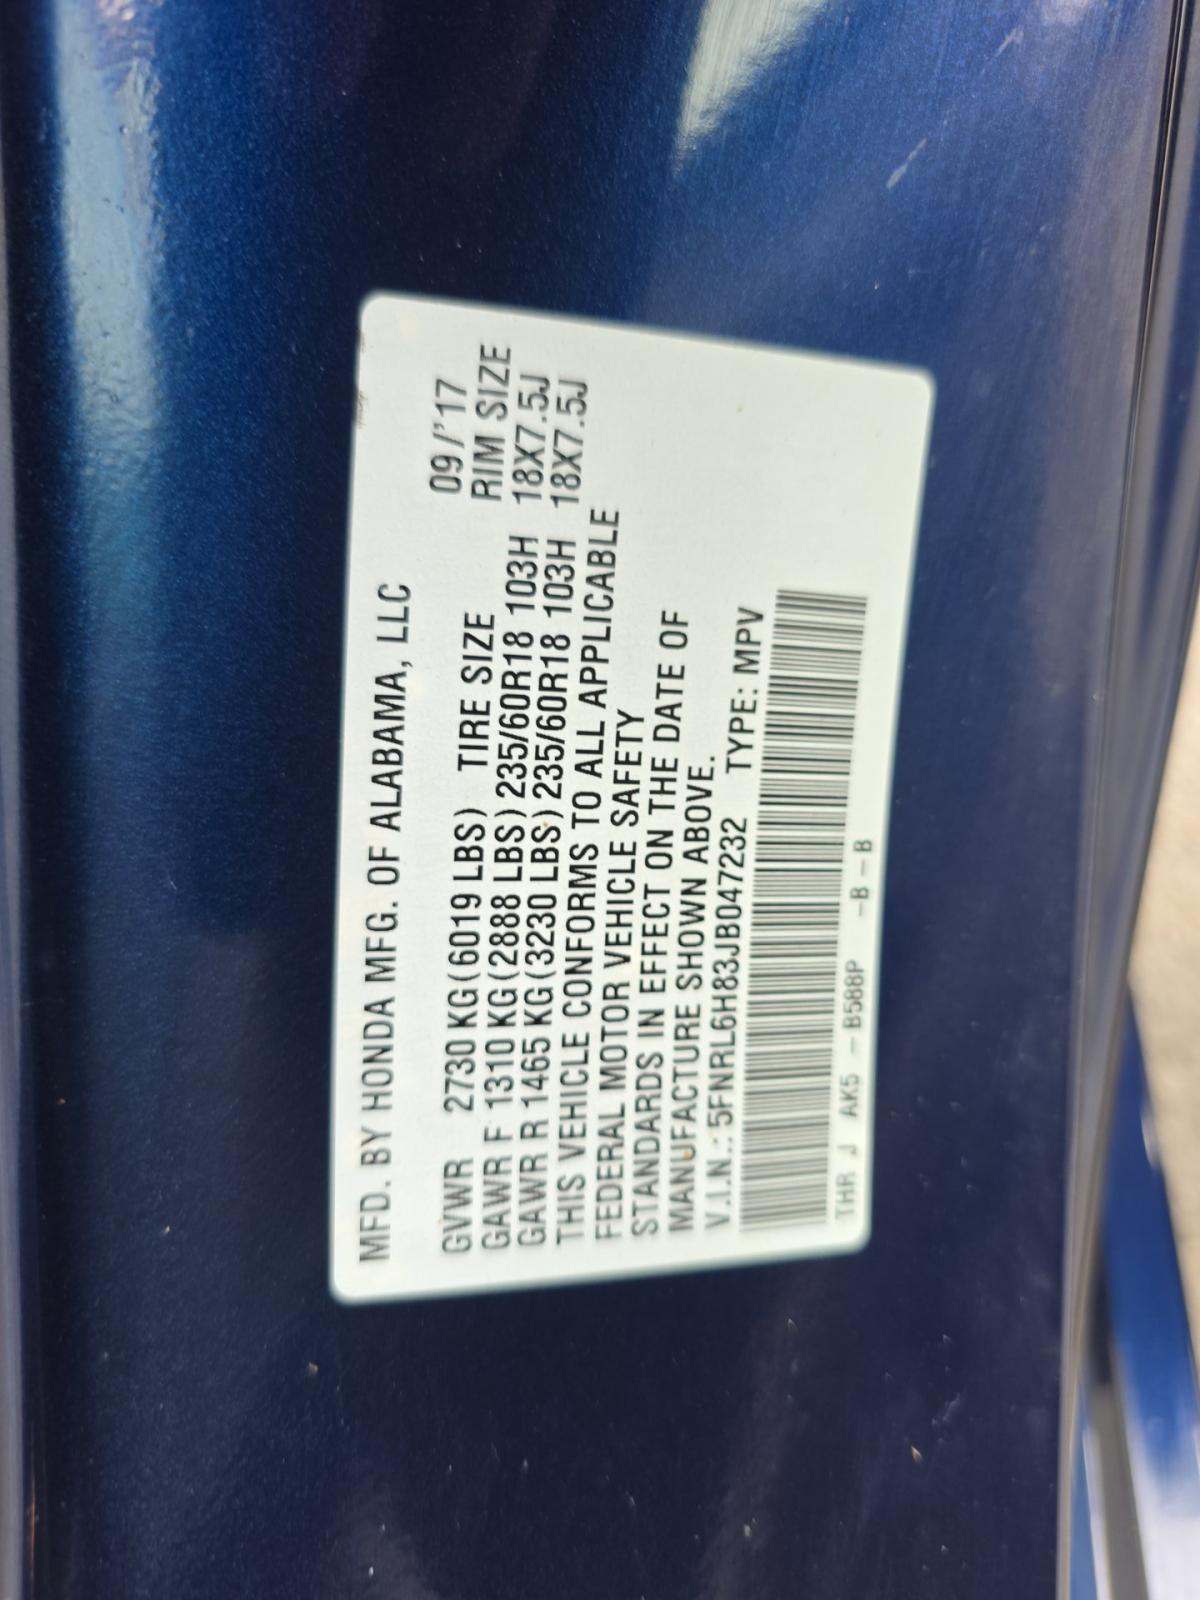 MFD. BY HONDA MFG. OF ALABAMA, LLC
09/'17
GVWR 2730 KG (6019 LBS) TIRE SIZE RIM SIZE
GAWR F 1310 KG (2888 LBS) 235/60R18 103H 18X7.5J
GAWR R 1465 KG (3230 LBS) 235/60R18 103H 18X7.5J
THIS VEHICLE CONFORMS TO ALL APPLICABLE
FEDERAL MOTOR VEHICLE SAFETY
STANDARDS IN EFFECT ON THE DATE OF
MANUFACTURE SHOWN ABOVE.
V.I.N.: 5FNRL6H83JB047232 TYPE: MPV
THR J AK5 -B588P -B -B